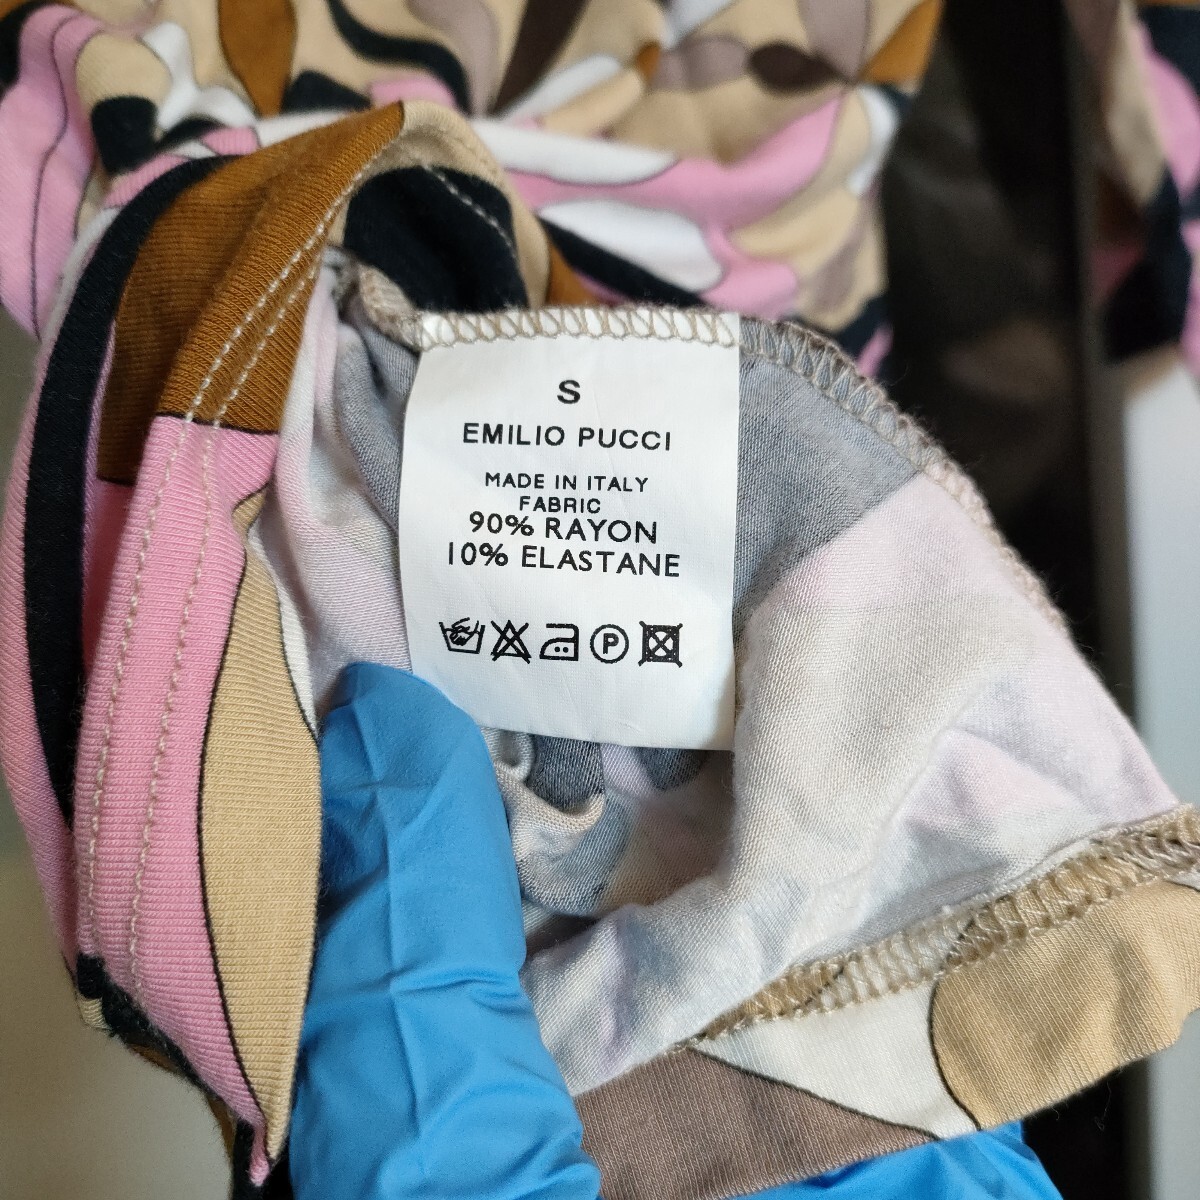 S
EMILIO PUCCI
MADE IN ITALY
FABRIC
90% RAYON
10% ELASTANE
P